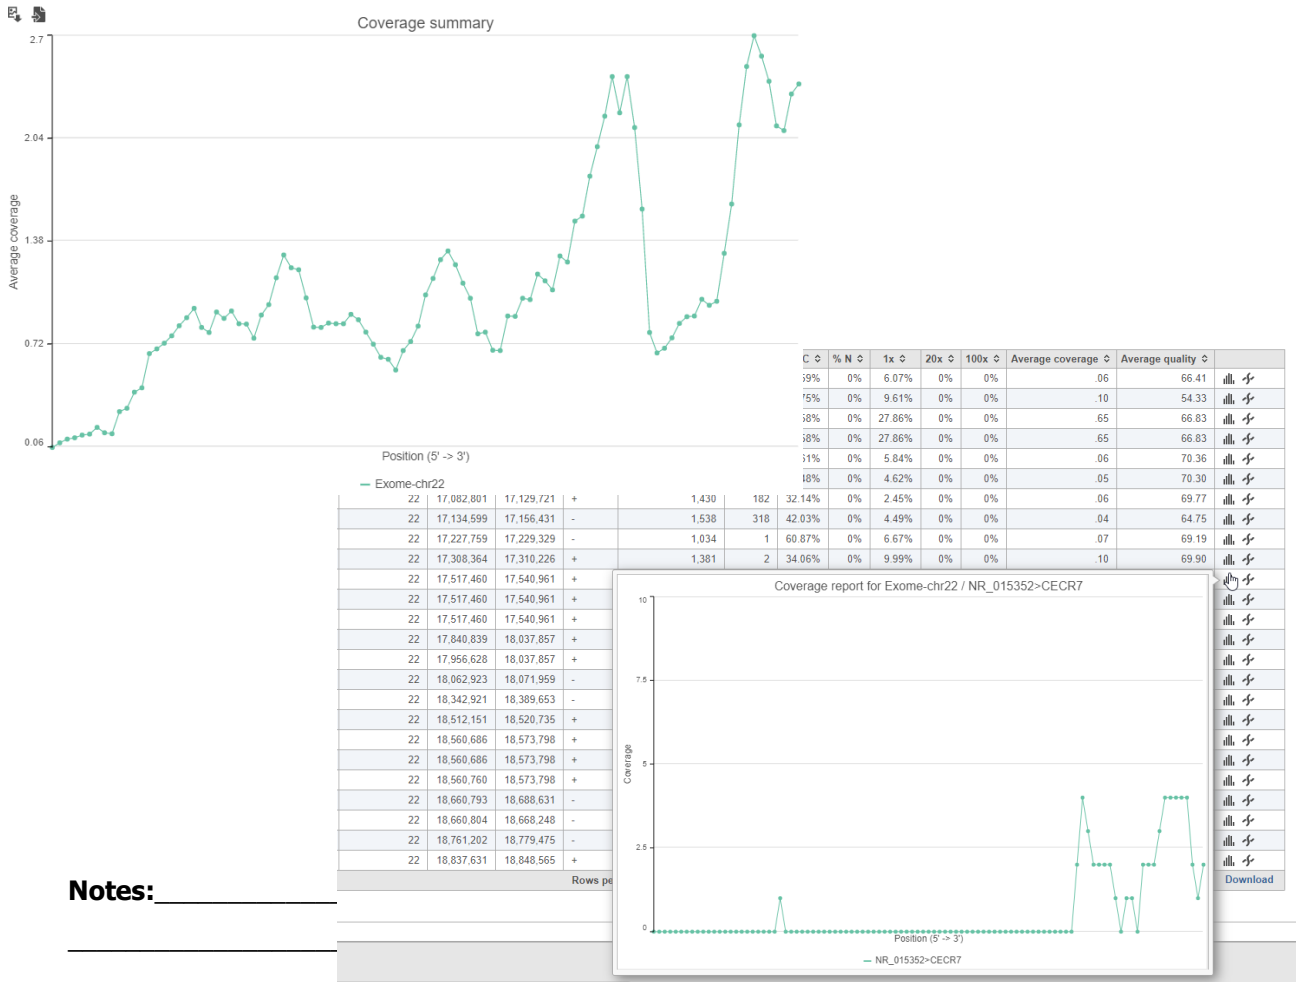 Coverage summary
2.7
2.04
1.38
0.72
0.06
Average coverage
Position (5' -> 3')
Exome-chr22
C % N 1x 20x 100x Average coverage Average quality
59% 0% 6.07% 0% 0% .06 66.41
75% 0% 9.61% 0% 0% .10 54.33
58% 0% 27.86% 0% 0% .65 66.83
58% 0% 27.86% 0% 0% .65 66.83
51% 0% 5.84% 0% 0% .06 70.36
48% 0% 4.62% 0% 0% .05 70.30
22 17,082,801 17,129,721 + 1,430 182 32.14% 0% 2.45% 0% 0% .06 69.77
22 17,134,599 17,156,431 - 1,538 318 42.03% 0% 4.49% 0% 0% .04 64.75
22 17,227,759 17,229,329 - 1,034 1 60.87% 0% 6.67% 0% 0% .07 69.19
22 17,308,364 17,310,226 + 1,381 2 34.06% 0% 9.99% 0% 0% .10 69.90
22 17,517,460 17,540,961 +
22 17,517,460 17,540,961 +
22 17,517,460 17,540,961 +
22 17,840,839 18,037,857 +
22 17,956,628 18,037,857 +
22 18,062,923 18,071,959 -
22 18,342,921 18,389,653 -
22 18,512,151 18,520,735 +
22 18,560,686 18,573,798 +
22 18,560,686 18,573,798 +
22 18,560,760 18,573,798 +
22 18,660,793 18,688,631 -
22 18,660,804 18,668,248 -
22 18,761,202 18,779,475 -
22 18,837,631 18,848,565 +
Rows pe Download
Coverage report for Exome-chr22 / NR_015352>CECR7
10
7.5
5
2.5
0
Coverage
Position (5' -> 3')
NR_015352>CECR7
Notes: